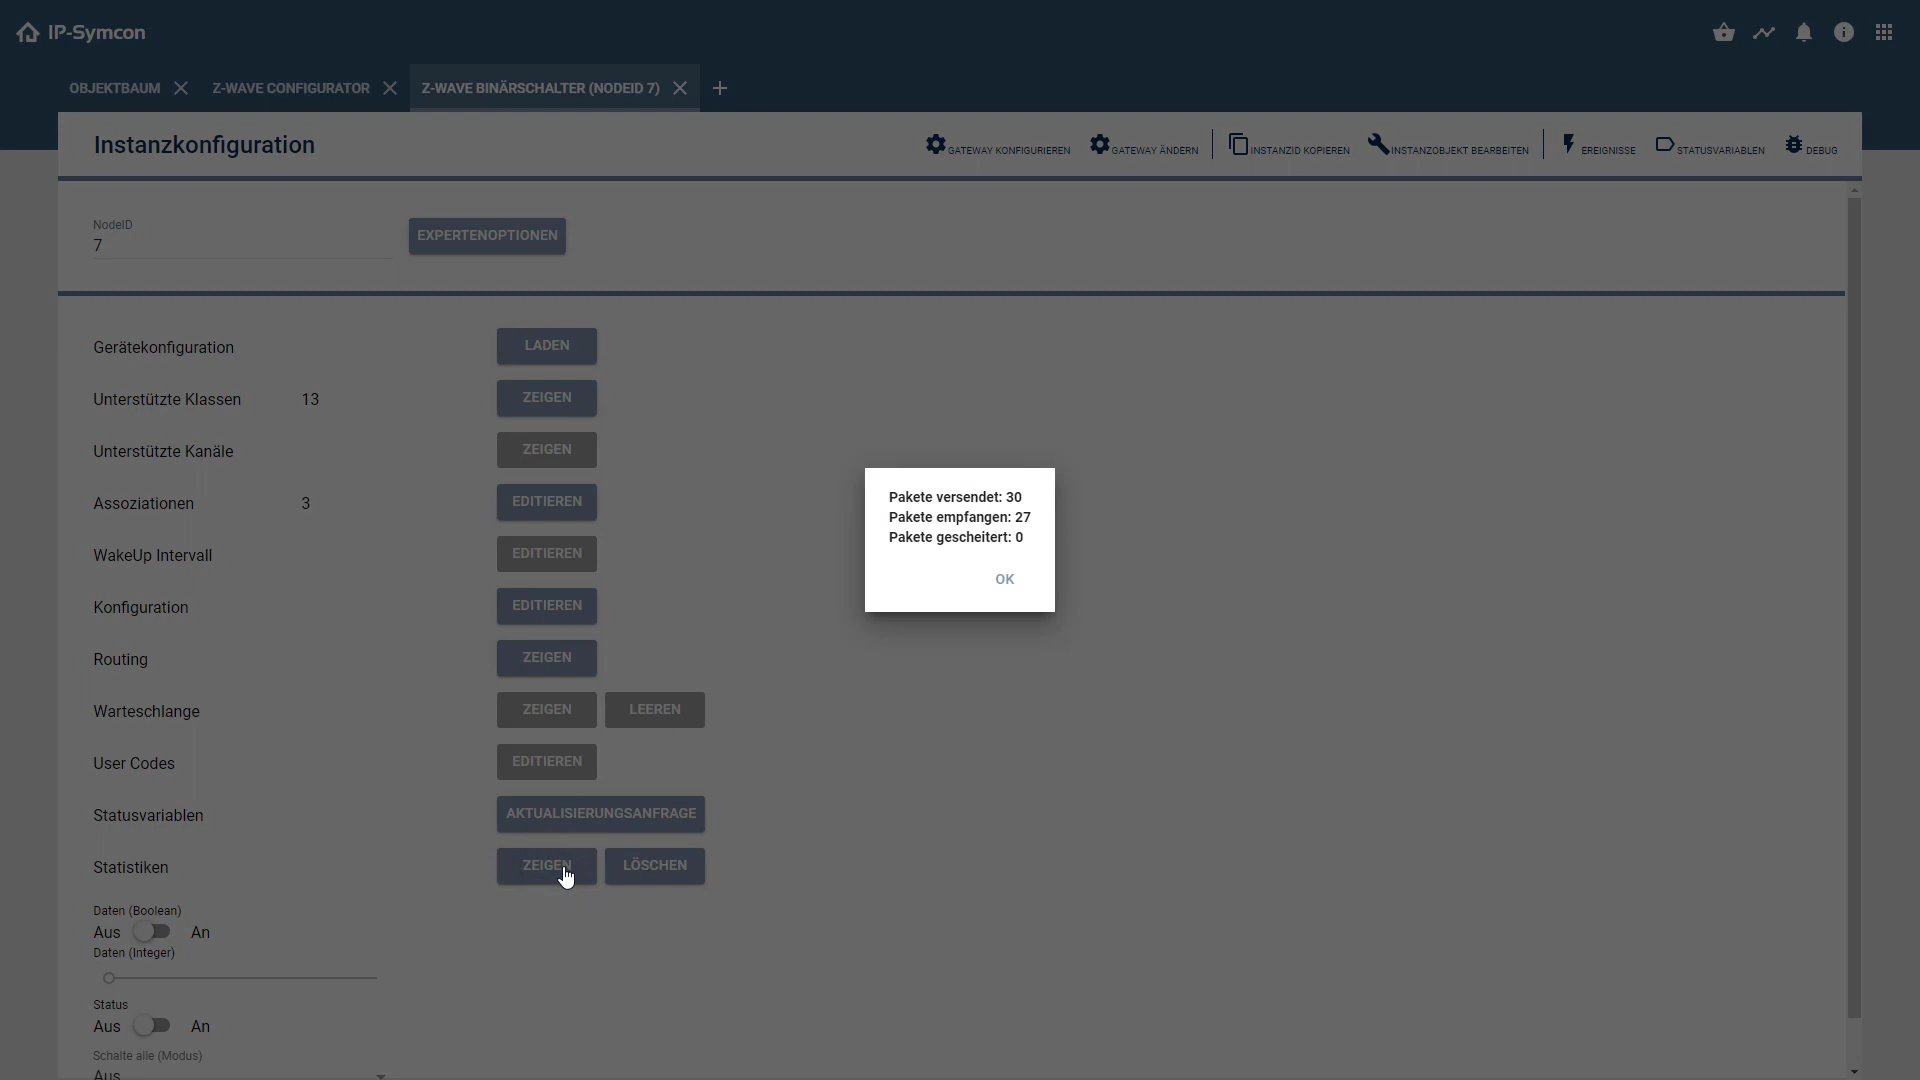 IP-Symcon
OBJEKTBAUM
Z-WAVE CONFIGURATOR
Z-WAVE BINÄRSCHALTER (NODEID 7)
Instanzkonfiguration
GATEWAY KONFIGURIEREN
GATEWAY ÄNDERN
INSTANZID KOPIEREN
INSTANZOBJEKT BEARBEITEN
EREIGNISSE
STATUSVARIABLEN
DEBUG
NodeID
7
EXPERTENOPTIONEN
Gerätekonfiguration LADEN
Unterstützte Klassen 13 ZEIGEN
Unterstützte Kanäle ZEIGEN
Assoziationen 3 EDITIEREN
WakeUp Intervall EDITIEREN
Konfiguration EDITIEREN
Routing ZEIGEN
Warteschlange ZEIGEN LEEREN
User Codes EDITIEREN
Statusvariablen AKTUALISIERUNGSANFRAGE
Statistiken ZEIGEN LÖSCHEN
Daten (Boolean)
Aus An
Daten (Integer)
Status
Aus An
Schalte alle (Modus)
Aus
Pakete versendet: 30
Pakete empfangen: 27
Pakete gescheitert: 0
OK